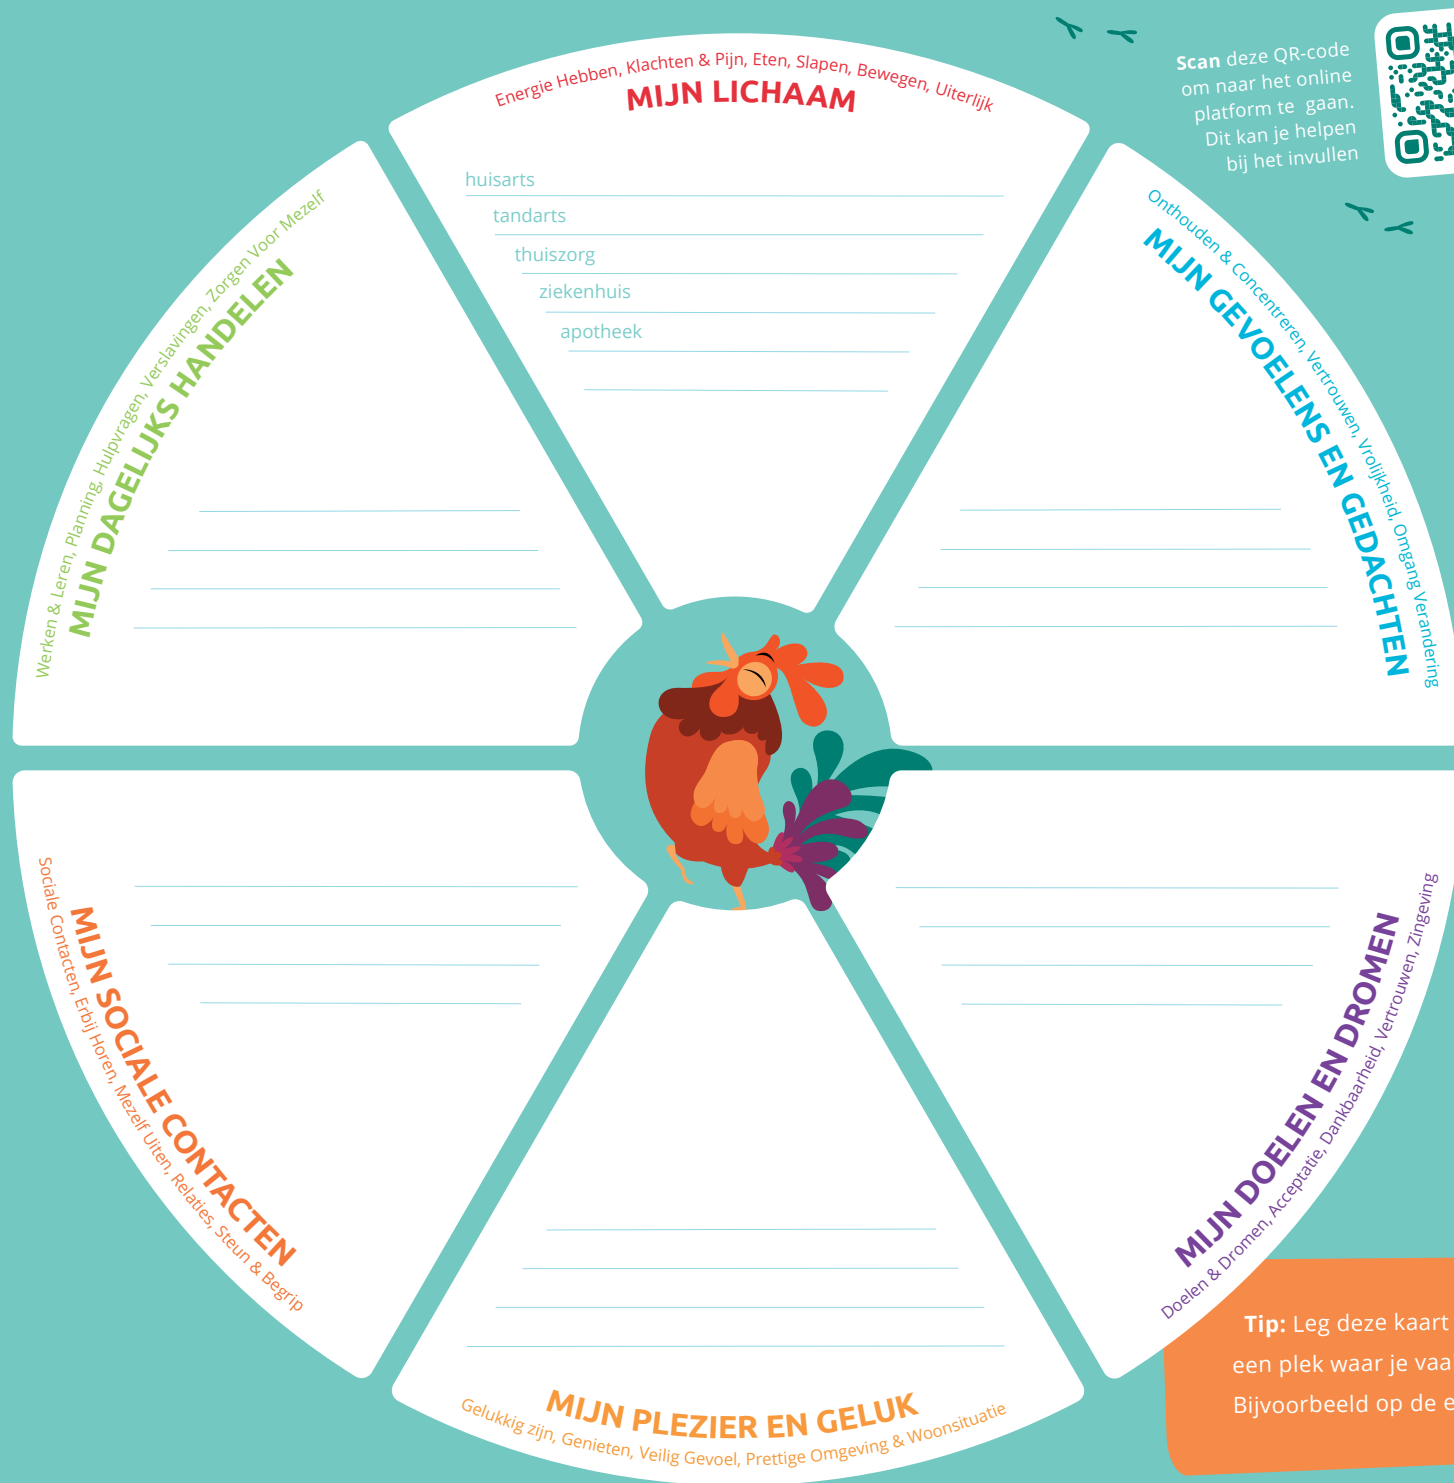 Energie Hebben, Klachten & Pijn, Eten, Slapen, Bewegen, Uiterlijk
MIJN LICHAAM
huisarts
tandarts
thuiszorg
ziekenhuis
apotheek
Scan deze QR-code
om naar het online
platform te gaan.
Dit kan je helpen
bij het invullen
Onthouden & Concentreren, Vertrouwen, Vrolijkheid, Omgang Verandering
MIJN GEVOELENS EN GEDACHTEN
Werken & Leren, Planning, Hulpvragen, Verslavingen, Zorgen Voor Mezelf
MIJN DAGELIJKS HANDELEN
MIJN SOCIALE CONTACTEN
Sociale Contacten, Erbij Horen, Mezelf Uiten, Relaties, Steun & Begrip
MIJN DOELEN EN DROMEN
Doelen & Dromen, Acceptatie, Dankbaarheid, Vertrouwen, Zingeving
MIJN PLEZIER EN GELUK
Gelukkig zijn, Genieten, Veilig Gevoel, Prettige Omgeving & Woonsituatie
Tip: Leg deze kaart
een plek waar je
Bijvoorbeeld op de